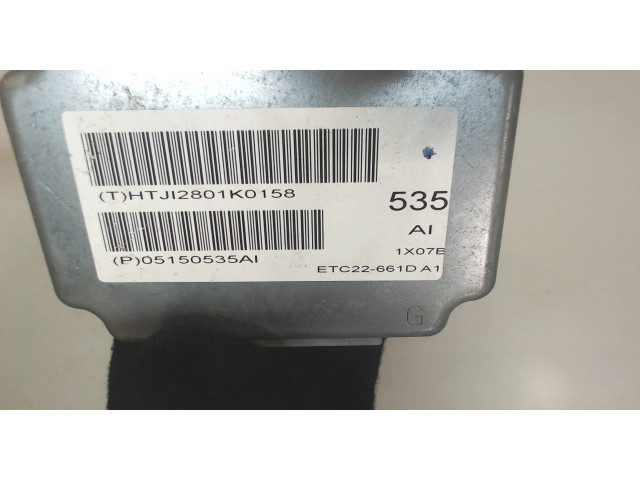 (T)HTJI2801K0158
535
(P)05150535AI
AI
1X07E
ETC22-661D A1
G